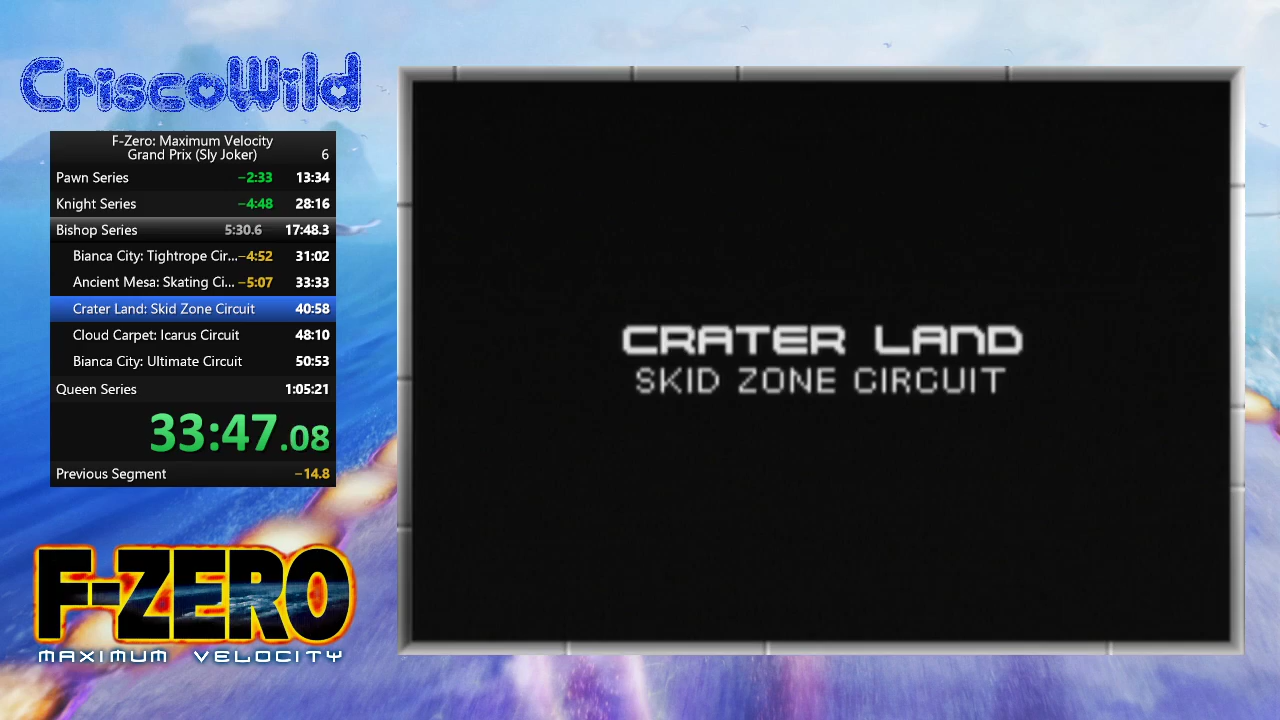 CriscoWild
F-Zero: Maximum Velocity
Grand Prix (Sly Joker) 6
Pawn Series −2:33 13:34
Knight Series −4:48 28:16
Bishop Series 5:30.6 17:48.3
Bianca City: Tightrope Cir... −4:52 31:02
Ancient Mesa: Skating Ci... −5:07 33:33
Crater Land: Skid Zone Circuit 40:58
Cloud Carpet: Icarus Circuit 48:10
Bianca City: Ultimate Circuit 50:53
Queen Series 1:05:21
33:47.08
Previous Segment −14.8
F-ZERO
MAXIMUM VELOCITY
CRATER LAND
SKID ZONE CIRCUIT